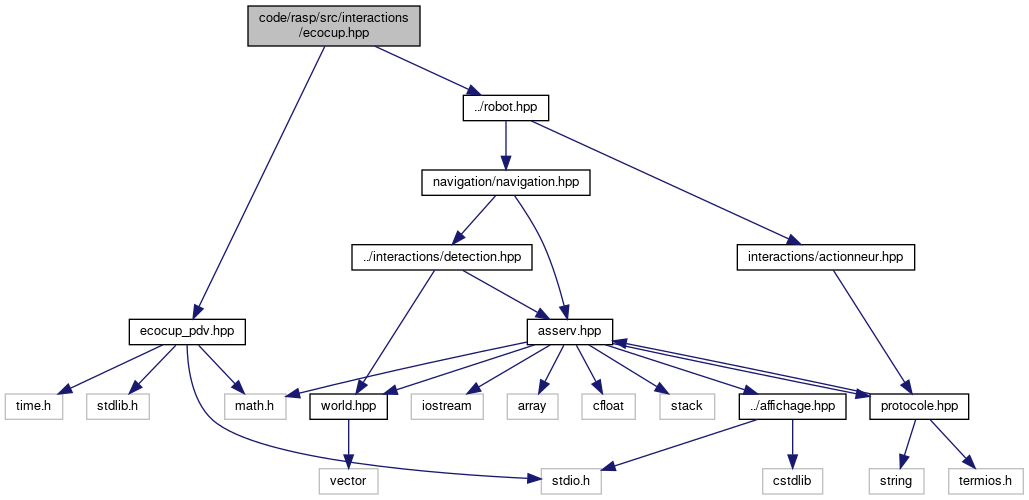 code/rasp/src/interactions
/ecocup.hpp
../robot.hpp
navigation/navigation.hpp
../interactions/detection.hpp
interactions/actionneur.hpp
ecocup_pdv.hpp
asserv.hpp
time.h
stdlib.h
math.h
world.hpp
iostream
array
cfloat
stack
../affichage.hpp
protocole.hpp
vector
stdio.h
cstdlib
string
termios.h